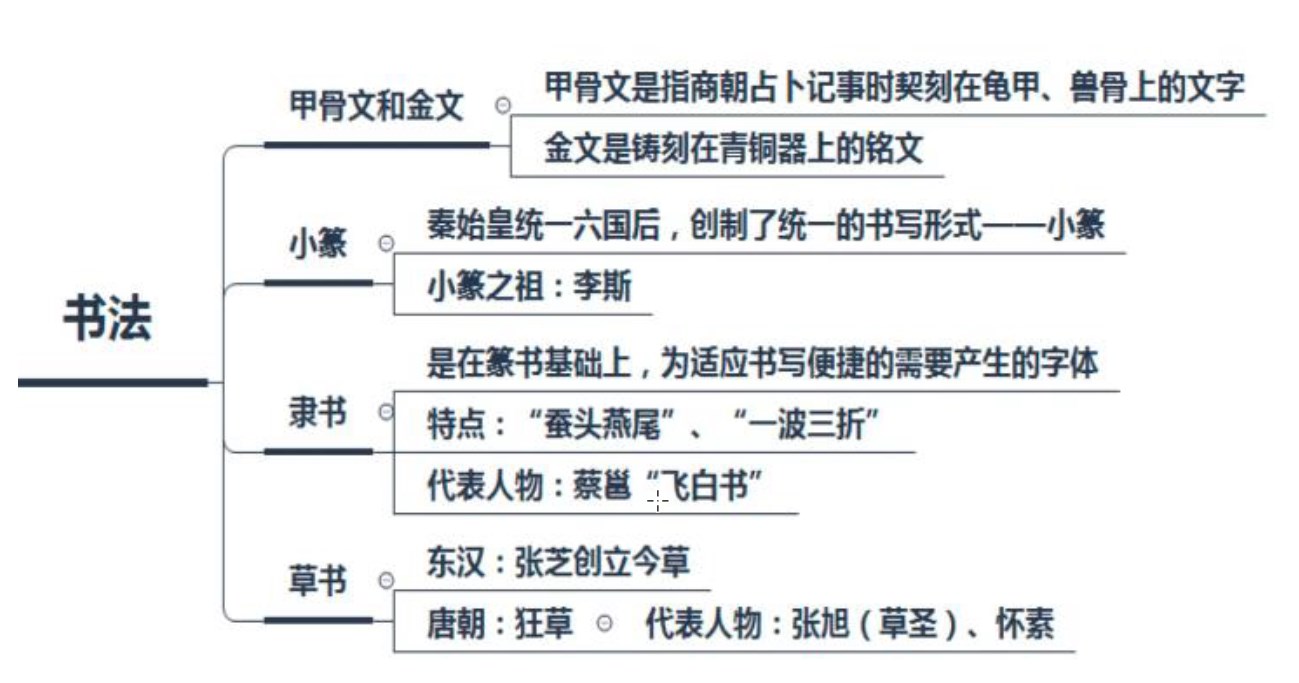 书法
甲骨文和金文
甲骨文是指商朝占卜记事时契刻在龟甲、兽骨上的文字
金文是铸刻在青铜器上的铭文
小篆
秦始皇统一六国后，创制了统一的书写形式——小篆
小篆之祖：李斯
隶书
是在篆书基础上，为适应书写便捷的需要产生的字体
特点：“蚕头燕尾”、“一波三折”
代表人物：蔡邕“飞白书”
草书
东汉：张芝创立今草
唐朝：狂草 代表人物：张旭（草圣）、怀素